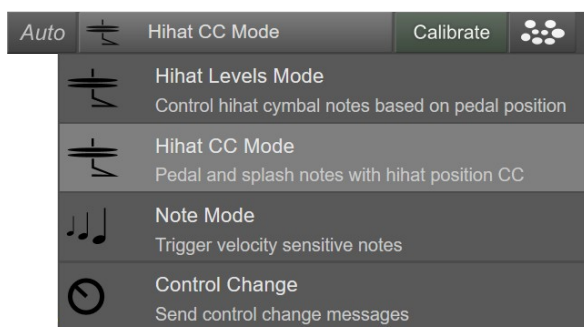 Auto Hihat CC Mode Calibrate
Hihat Levels Mode
Control hihat cymbal notes based on pedal position
Hihat CC Mode
Pedal and splash notes with hihat position CC
Note Mode
Trigger velocity sensitive notes
Control Change
Send control change messages